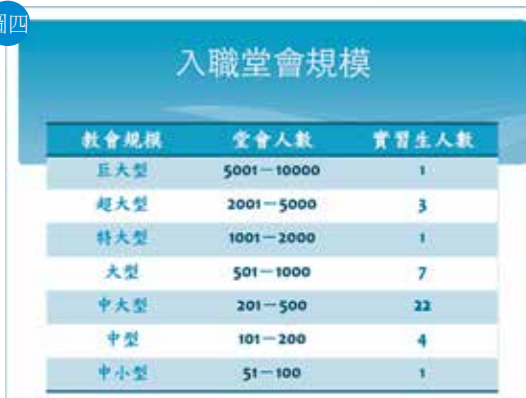 圖四
入職堂會規模
教會規模 堂會人數 實習生人數
巨大型 5001－10000 1
超大型 2001－5000 3
特大型 1001－2000 1
大型 501－1000 7
中大型 201－500 22
中型 101－200 4
中小型 51－100 1